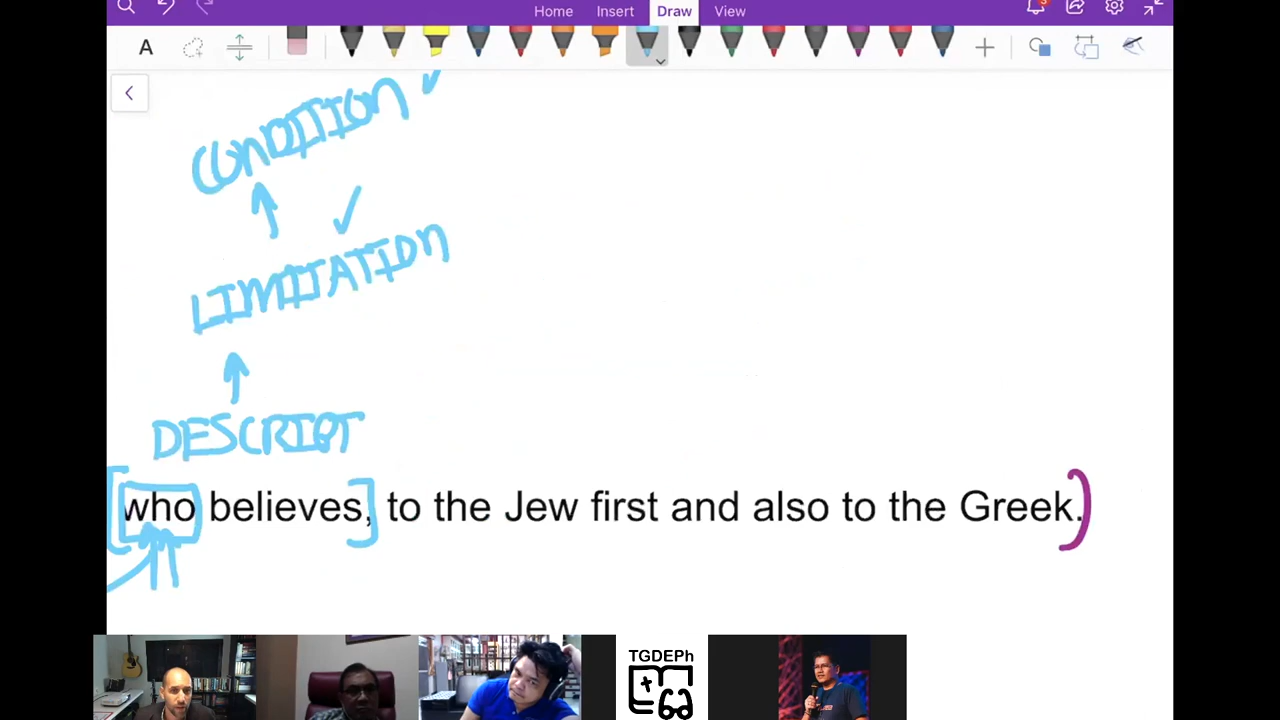 Home Insert Draw View
A
CONDITION
LIMITATION
DESCRIPT
who believes, to the Jew first and also to the Greek.
TGDEPh